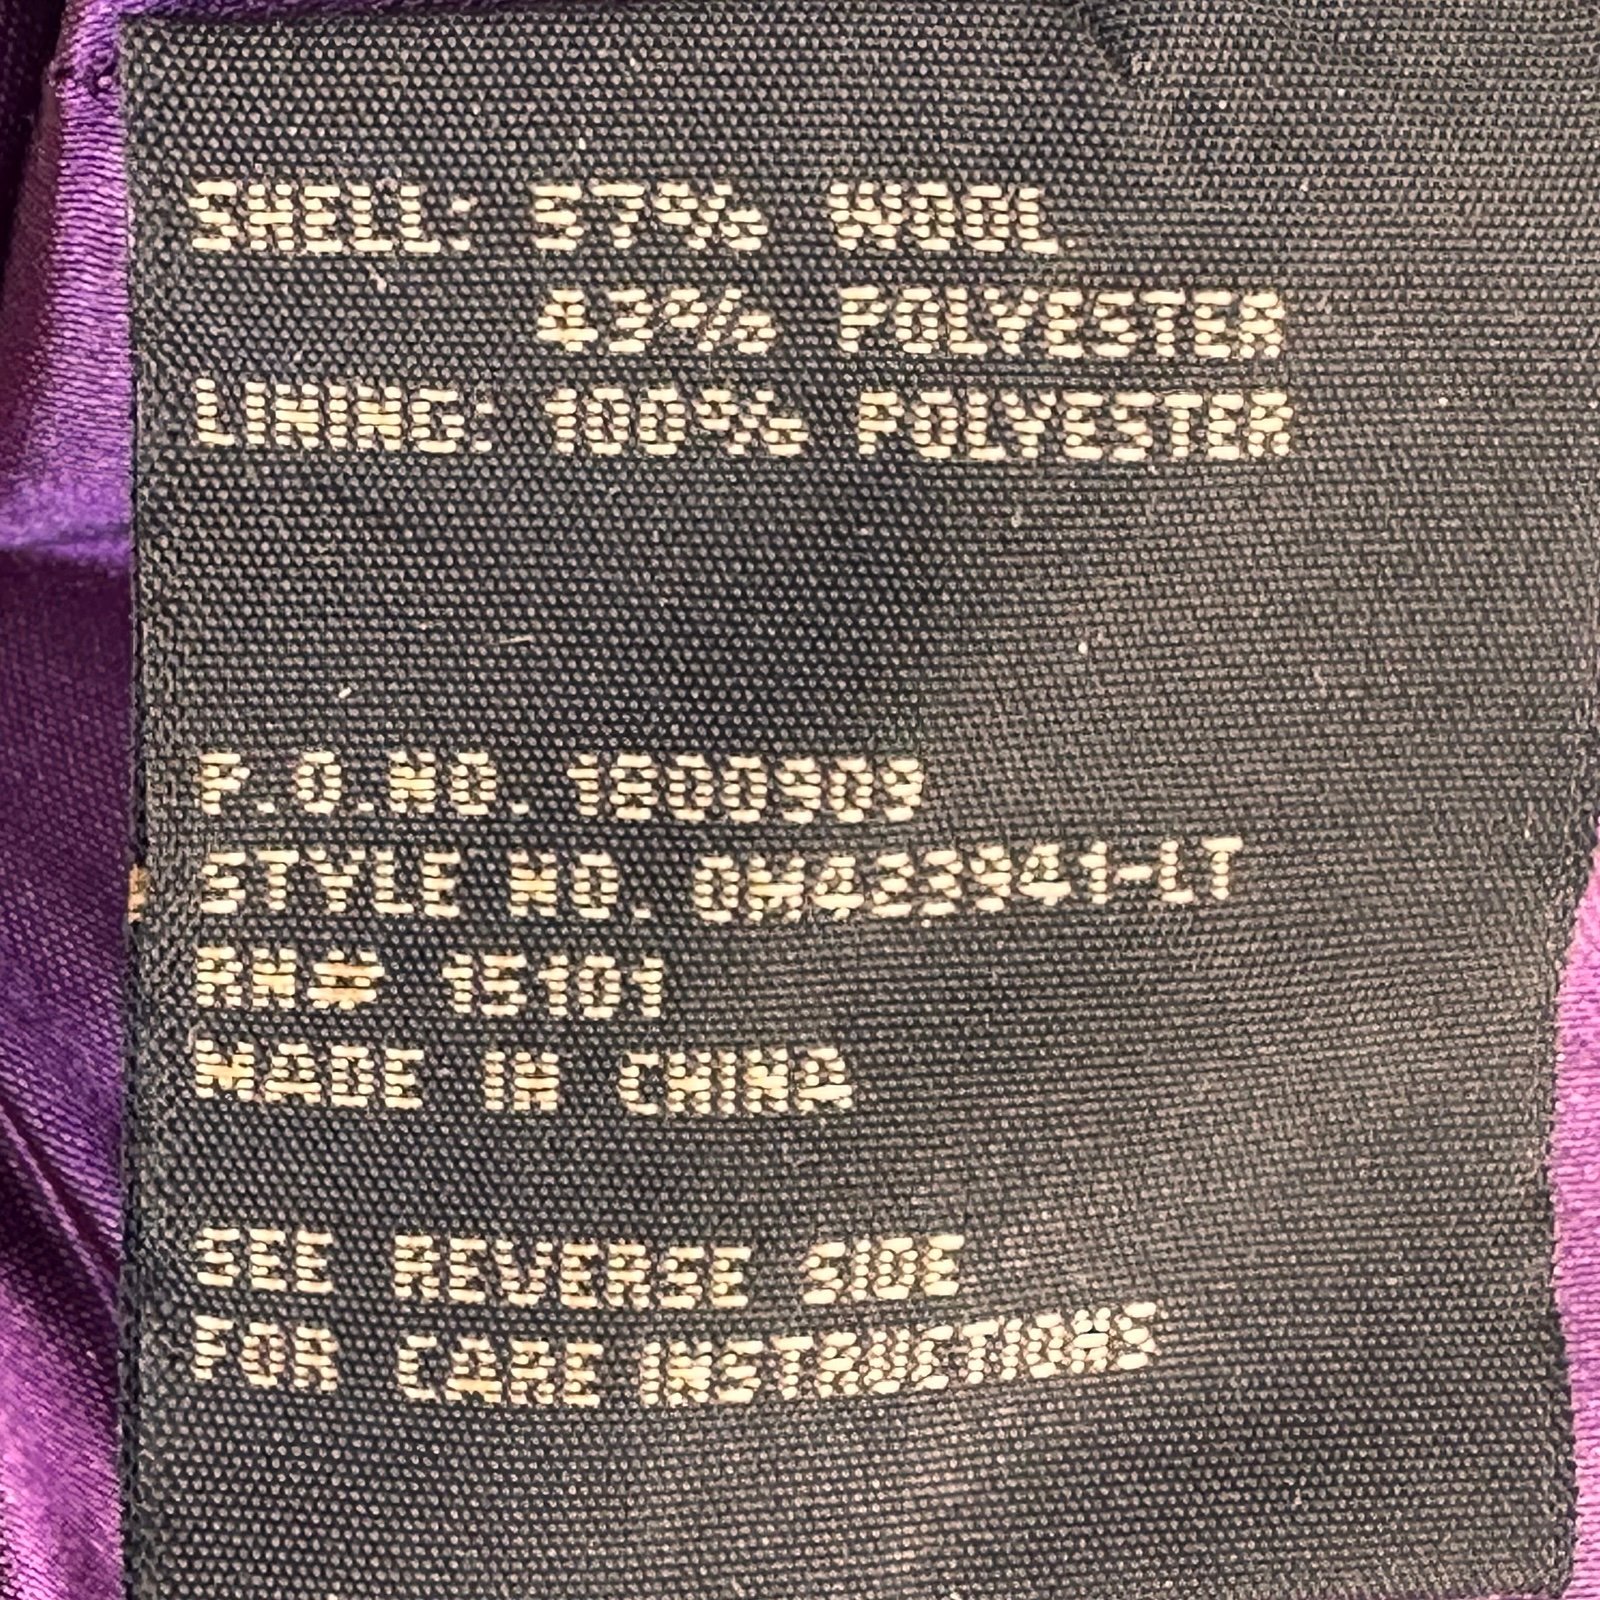 SHELL: 57% WOOL
43% POLYESTER
LINING: 100% POLYESTER
P.O.NO. 1800909
STYLE NO. OM423941-LT
RN# 15101
MADE IN CHINA
SEE REVERSE SIDE
FOR CARE INSTRUCTIONS